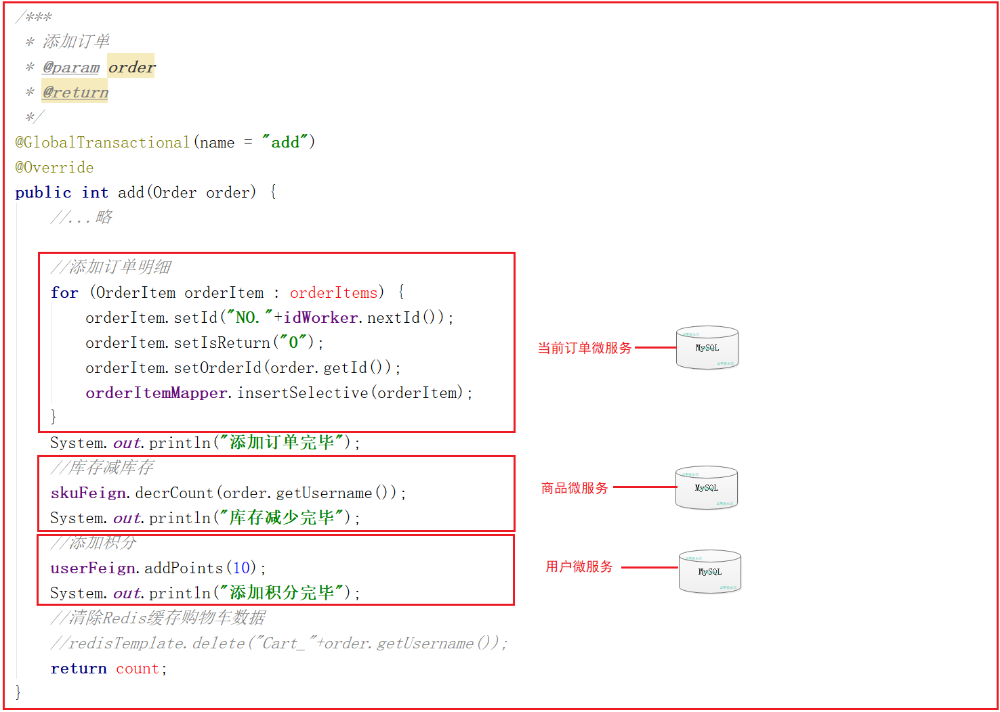 /***
* 添加订单
* @param order
* @return
*/
@GlobalTransactional(name = "add")
@Override
public int add(Order order) {
//...略
//添加订单明细
for (OrderItem orderItem : orderItems) {
orderItem.setId("NO."+idWorker.nextId());
orderItem.setIsReturn("0");
orderItem.setOrderId(order.getId());
orderItemMapper.insertSelective(orderItem);
}
System.out.println("添加订单完毕");
//库存减库存
skuFeign.decrCount(order.getUsername());
System.out.println("库存减少完毕");
//添加积分
userFeign.addPoints(10);
System.out.println("添加积分完毕");
//清除Redis缓存购物车数据
//redisTemplate.delete("Cart_"+order.getUsername());
return count;
}
当前订单微服务
MySQL
商品微服务
MySQL
用户微服务
MySQL